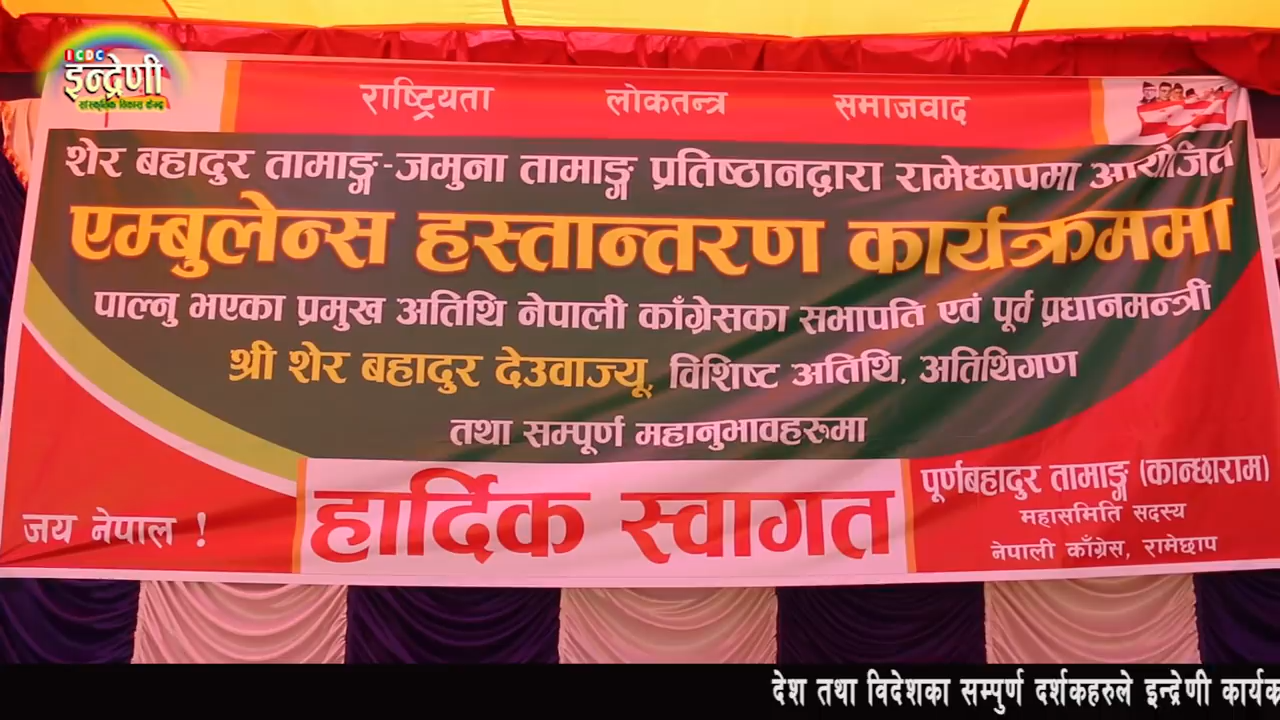 ICDC
इन्द्रेणी
सांस्कृतिक विकास केन्द्र
राष्ट्रियता लोकतन्त्र समाजवाद
शेर बहादुर तामाङ्ग-जमुना तामाङ्ग प्रतिष्ठानद्वारा रामेछापमा आयोजित
एम्बुलेन्स हस्तान्तरण कार्यक्रममा
पाल्नु भएका प्रमुख अतिथि नेपाली काँग्रेसका सभापति एवं पूर्व प्रधानमन्त्री
श्री शेर बहादुर देउवाज्यू, विशिष्ट अतिथि, अतिथिगण
तथा सम्पूर्ण महानुभावहरुमा
हार्दिक स्वागत
जय नेपाल !
पूर्णबहादुर तामाङ्ग (कान्छाराम)
महासमिति सदस्य
नेपाली काँग्रेस, रामेछाप
देश तथा विदेशका सम्पुर्ण दर्शकहरुले इन्द्रेणी कार्यक